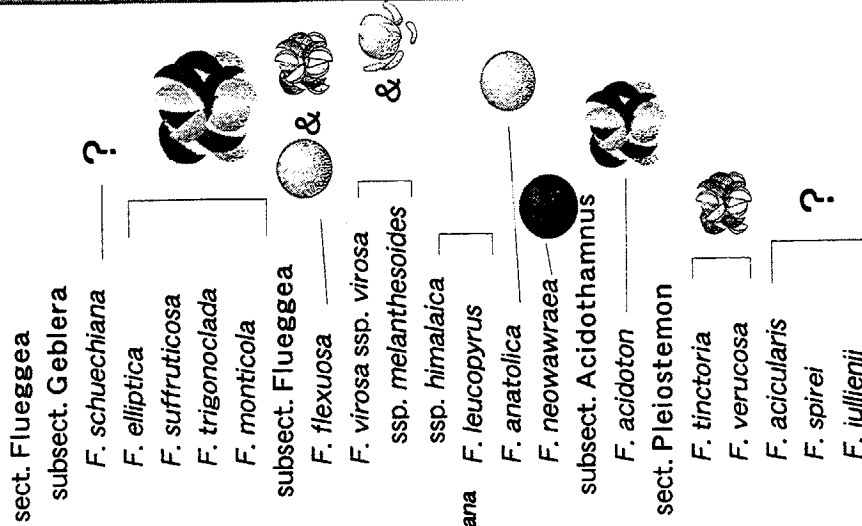 sect. Flueggea
subsect. Geblera
F. schuechiana
?
F. elliptica
F. suffruticosa
F. trigonoclada
F. monticola
subsect. Flueggea
F. flexuosa
&
F. virosa ssp. virosa
ssp. melanthesoides
&
ssp. himalaica
ana
F. leucopyrus
F. anatolica
F. neowawraea
subsect. Acidothamnus
F. acidoton
sect. Pleiostemon
F. tinctoria
F. verucosa
F. acicularis
F. spirei
?
F. jullienii